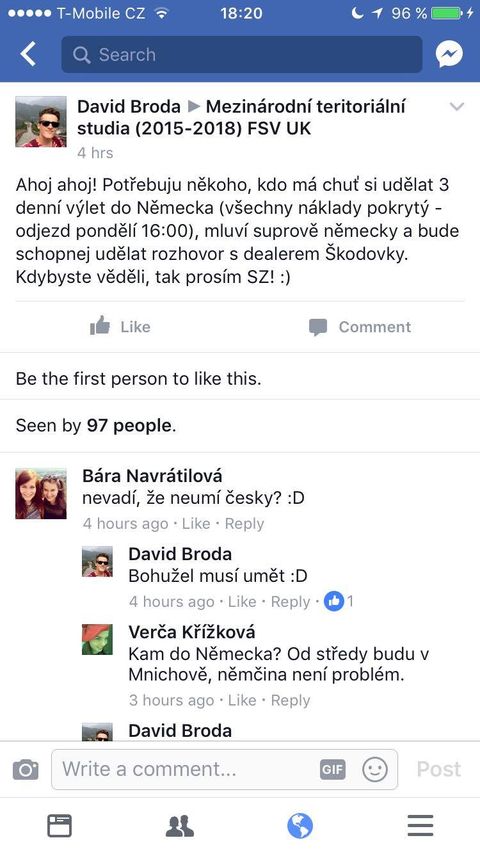 T-Mobile CZ 18:20 96 %
Search
David Broda ▶ Mezinárodní teritoriální
studia (2015-2018) FSV UK
4 hrs
Ahoj ahoj! Potřebuju někoho, kdo má chuť si udělat 3
denní výlet do Německa (všechny náklady pokrytý -
odjezd pondělí 16:00), mluví suprově německy a bude
schopnej udělat rozhovor s dealerem Škodovky.
Kdybyste věděli, tak prosím SZ! :)
Like Comment
Be the first person to like this.
Seen by 97 people.
Bára Navrátilová
nevadí, že neumí česky? :D
4 hours ago · Like · Reply
David Broda
Bohužel musí umět :D
4 hours ago · Like · Reply · 1
Verča Křížková
Kam do Německa? Od středy budu v
Mnichově, němčina není problém.
3 hours ago · Like · Reply
David Broda
Write a comment... GIF Post